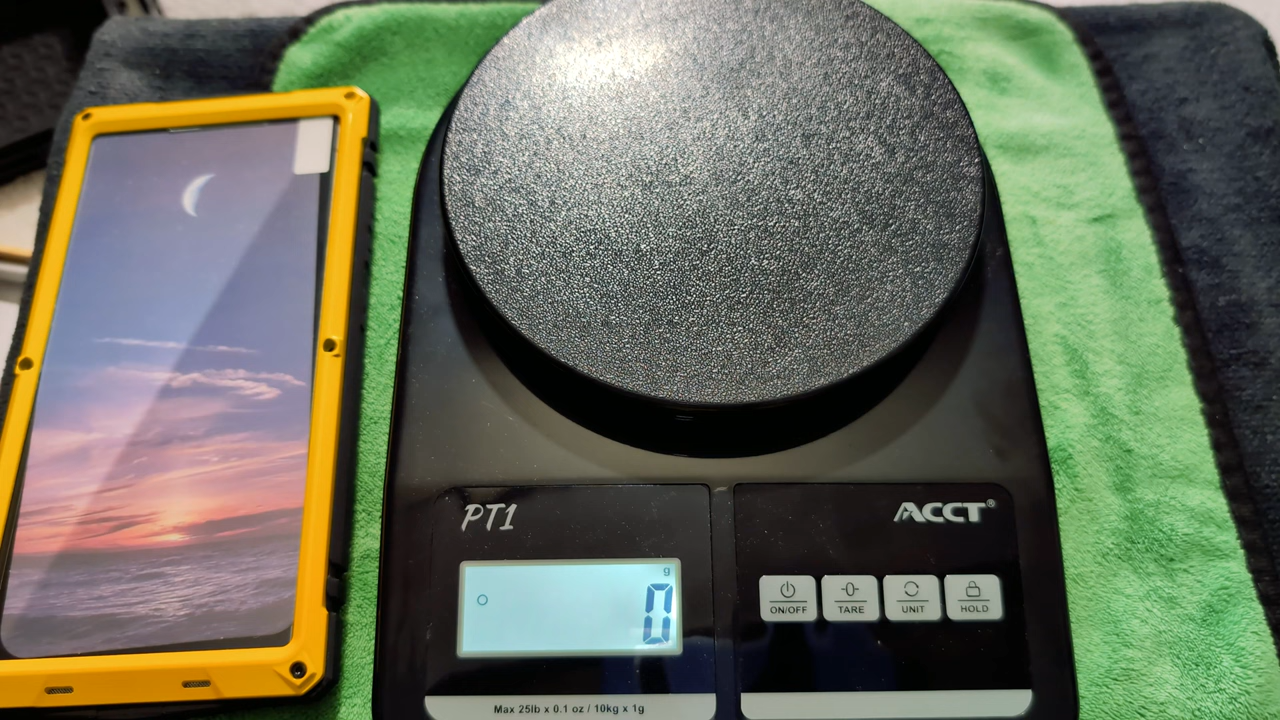 PT1
ACCT®
g
0
ON/OFF
TARE
UNIT
HOLD
Max 25lb x 0.1 oz / 10kg x 1g